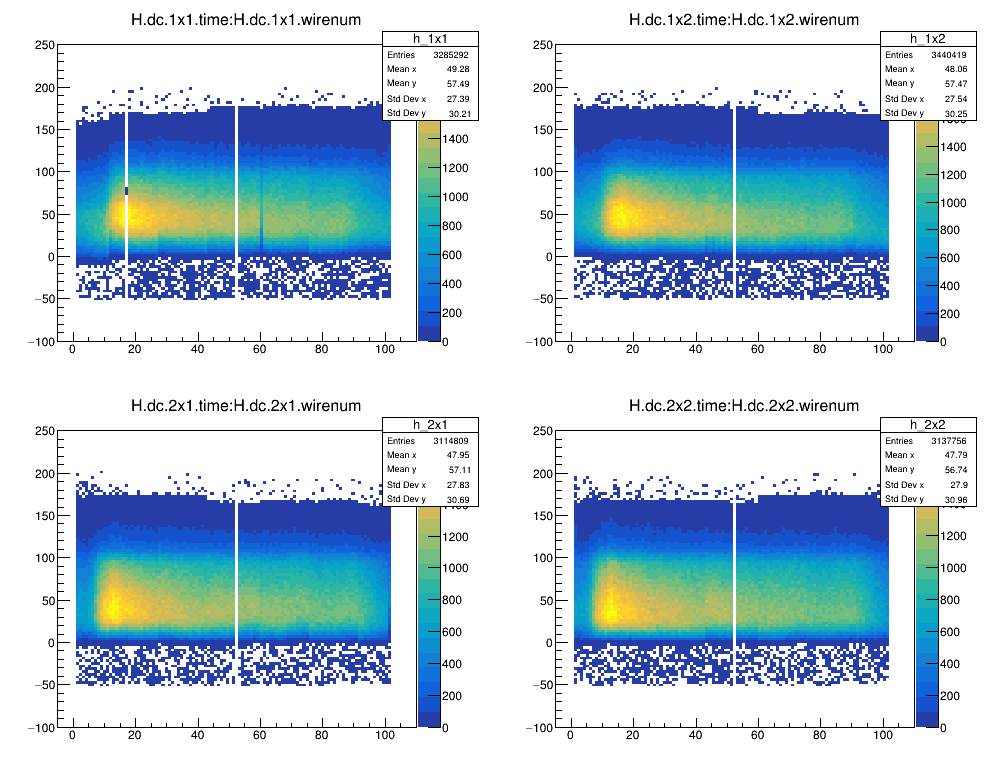 H.dc.1x1.time:H.dc.1x1.wirenum
h_1x1
Entries 3285292
Mean x 49.28
Mean y 57.49
Std Dev x 27.39
Std Dev y 30.21
250
200
150
100
50
0
−50
−100
0 20 40 60 80 100
1400
1200
1000
800
600
400
200
0
H.dc.1x2.time:H.dc.1x2.wirenum
h_1x2
Entries 3440419
Mean x 48.06
Mean y 57.47
Std Dev x 27.54
Std Dev y 30.25
250
200
150
100
50
0
−50
−100
0 20 40 60 80 100
1600
1400
1200
1000
800
600
400
200
0
H.dc.2x1.time:H.dc.2x1.wirenum
h_2x1
Entries 3114809
Mean x 47.95
Mean y 57.11
Std Dev x 27.83
Std Dev y 30.69
250
200
150
100
50
0
−50
−100
0 20 40 60 80 100
1400
1200
1000
800
600
400
200
0
H.dc.2x2.time:H.dc.2x2.wirenum
h_2x2
Entries 3137756
Mean x 47.79
Mean y 56.74
Std Dev x 27.9
Std Dev y 30.96
250
200
150
100
50
0
−50
−100
0 20 40 60 80 100
1400
1200
1000
800
600
400
200
0